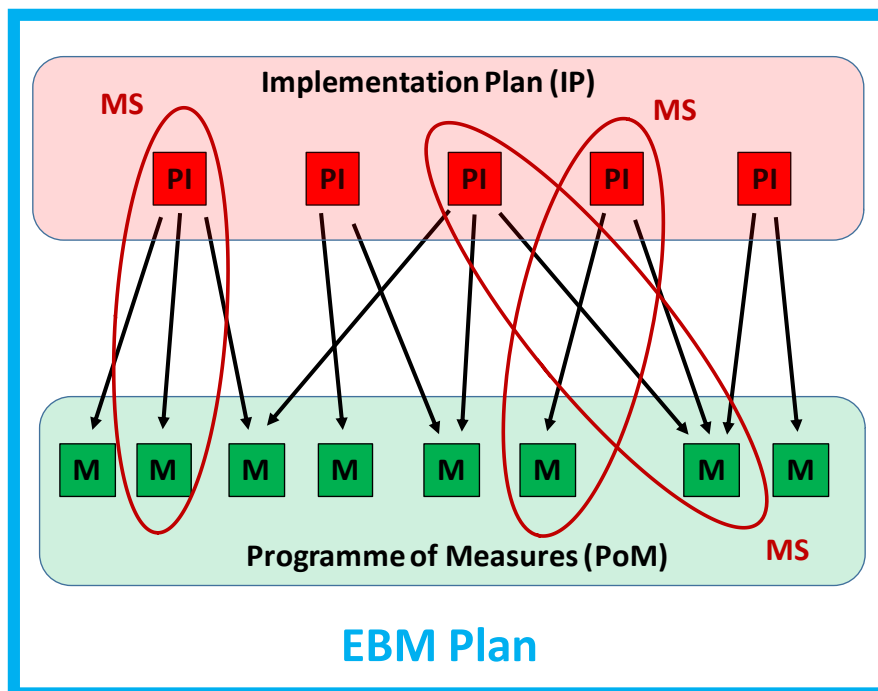 Implementation Plan (IP)
MS
MS
PI
PI
PI
PI
PI
M
M
M
M
M
M
M
M
Programme of Measures (PoM)
MS
EBM Plan